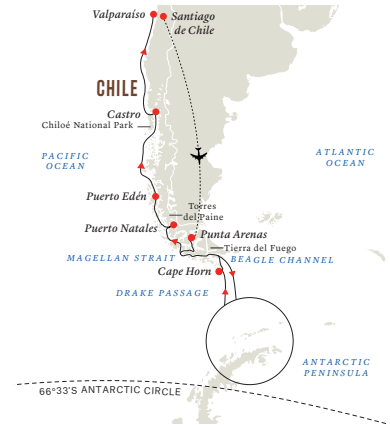 Valparaíso
Santiago
de Chile
CHILE
Castro
Chiloé National Park
PACIFIC
OCEAN
ATLANTIC
OCEAN
Puerto Edén
Torres
del Paine
Puerto Natales
Punta Arenas
Tierra del Fuego
MAGELLAN STRAIT
BEAGLE CHANNEL
Cape Horn
DRAKE PASSAGE
ANTARCTIC
PENINSULA
66°33'S ANTARCTIC CIRCLE